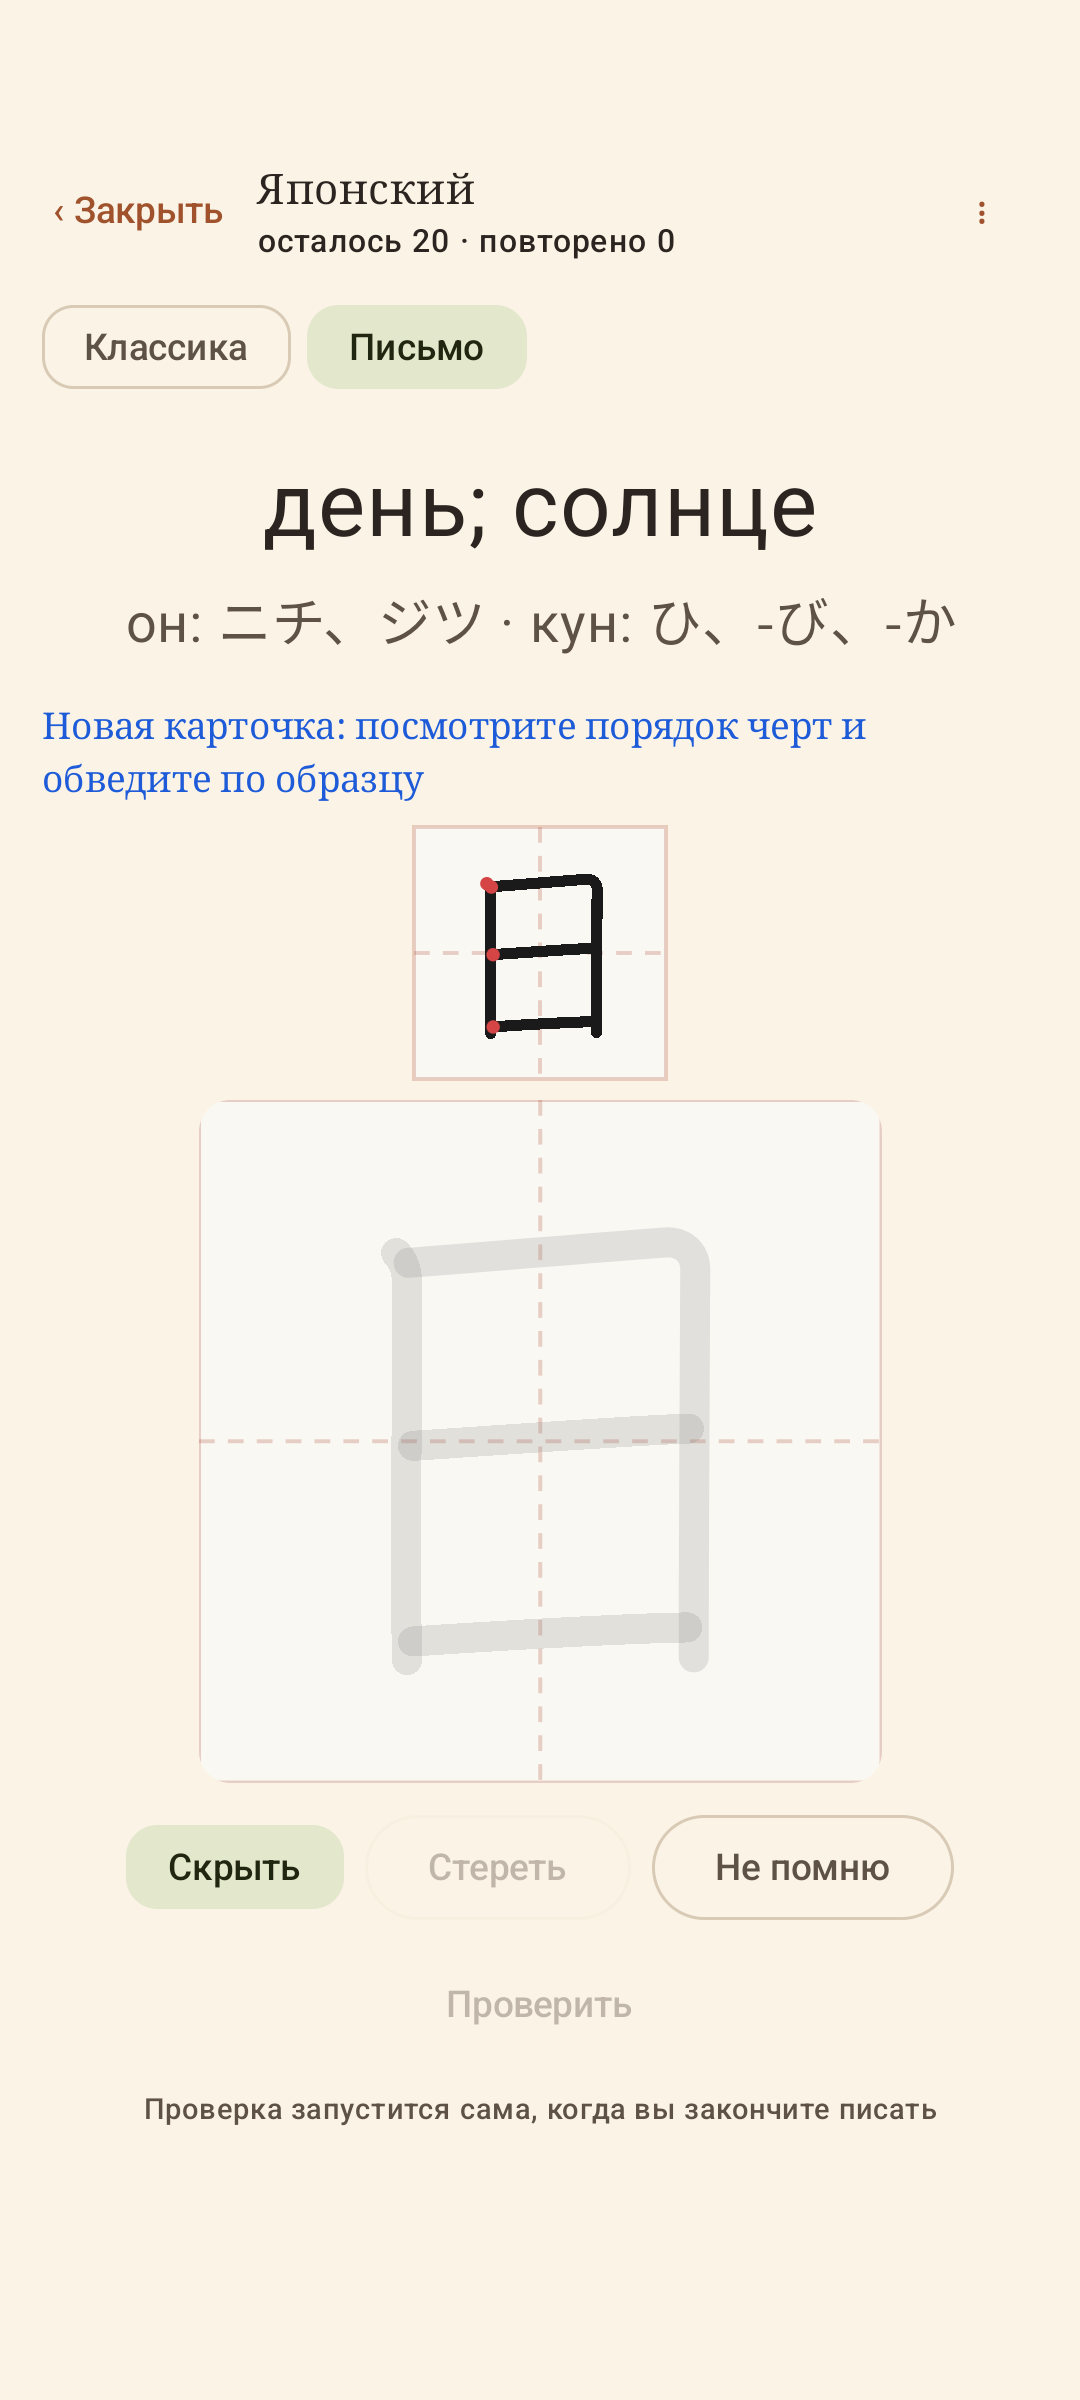 ‹ Закрыть
Японский
осталось 20 · повторено 0
Классика
Письмо
день; солнце
он: ニチ、ジツ · кун: ひ、-び、-か
Новая карточка: посмотрите порядок черт и
обведите по образцу
日
日
Скрыть
Стереть
Не помню
Проверить
Проверка запустится сама, когда вы закончите писать